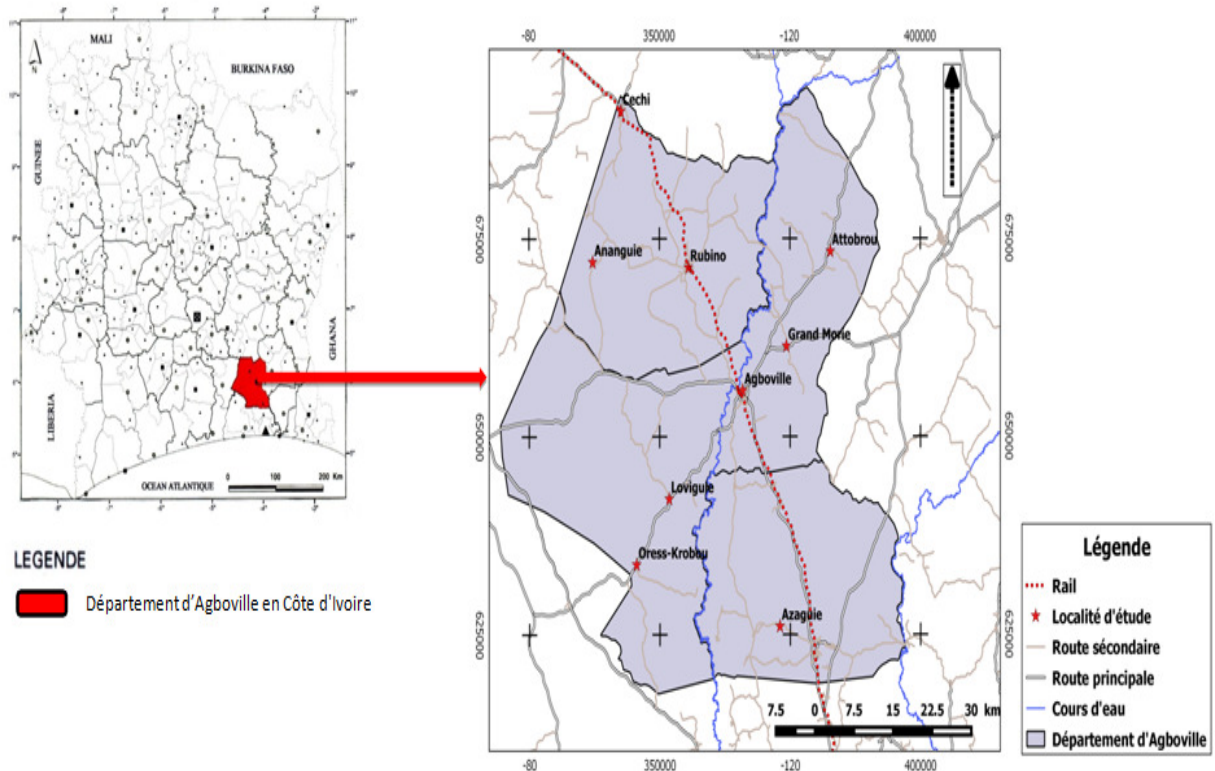 MALI
BURKINA FASO
GUINEE
GHANA
LIBERIA
OCEAN ATLANTIQUE
0 100 200 Km
N
LEGENDE
Département d'Agboville en Côte d'Ivoire
-80 350000 -120 400000
675000
650000
625000
675000
650000
625000
Cechi
Ananguie
Rubino
Attobrou
Grand Morie
Agboville
Loviguie
Oress-Krobou
Azaguie
7.5 0 7.5 15 22.5 30 km
-80 350000 -120 400000
Légende
Rail
Localité d'étude
Route sécondaire
Route principale
Cours d'eau
Département d'Agboville